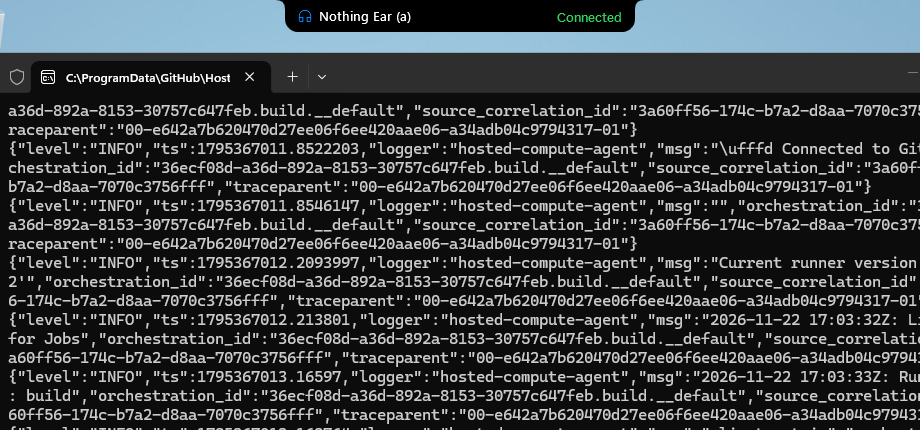 Nothing Ear (a)
Connected
C:\ProgramData\GitHub\Host
a36d-892a-8153-30757c647feb.build.__default","source_correlation_id":"3a60ff56-174c-b7a2-d8aa-7070c375
raceparent":"00-e642a7b620470d27ee06f6ee420aae06-a34adb04c9794317-01"}
{"level":"INFO","ts":1795367011.8522203,"logger":"hosted-compute-agent","msg":"\ufffd Connected to Git
chestration_id":"36ecf08d-a36d-892a-8153-30757c647feb.build.__default","source_correlation_id":"3a60ff
b7a2-d8aa-7070c3756fff","traceparent":"00-e642a7b620470d27ee06f6ee420aae06-a34adb04c9794317-01"}
{"level":"INFO","ts":1795367011.8546147,"logger":"hosted-compute-agent","msg":"","orchestration_id":"3
a36d-892a-8153-30757c647feb.build.__default","source_correlation_id":"3a60ff56-174c-b7a2-d8aa-7070c375
raceparent":"00-e642a7b620470d27ee06f6ee420aae06-a34adb04c9794317-01"}
{"level":"INFO","ts":1795367012.2093997,"logger":"hosted-compute-agent","msg":"Current runner version
2'","orchestration_id":"36ecf08d-a36d-892a-8153-30757c647feb.build.__default","source_correlation_id"
6-174c-b7a2-d8aa-7070c3756fff","traceparent":"00-e642a7b620470d27ee06f6ee420aae06-a34adb04c9794317-01"
{"level":"INFO","ts":1795367012.213801,"logger":"hosted-compute-agent","msg":"2026-11-22 17:03:32Z: Li
for Jobs","orchestration_id":"36ecf08d-a36d-892a-8153-30757c647feb.build.__default","source_correlatio
a60ff56-174c-b7a2-d8aa-7070c3756fff","traceparent":"00-e642a7b620470d27ee06f6ee420aae06-a34adb04c97943
{"level":"INFO","ts":1795367013.16597,"logger":"hosted-compute-agent","msg":"2026-11-22 17:03:33Z: Run
: build","orchestration_id":"36ecf08d-a36d-892a-8153-30757c647feb.build.__default","source_correlation
60ff56-174c-b7a2-d8aa-7070c3756fff","traceparent":"00-e642a7b620470d27ee06f6ee420aae06-a34adb04c979431